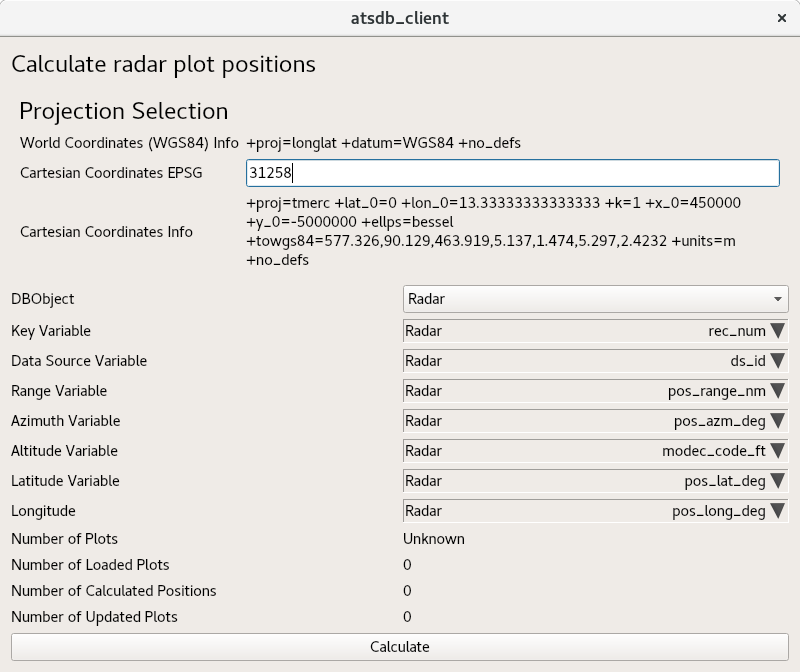 atsdb_client ×
Calculate radar plot positions
Projection Selection
World Coordinates (WGS84) Info +proj=longlat +datum=WGS84 +no_defs
Cartesian Coordinates EPSG 31258
Cartesian Coordinates Info +proj=tmerc +lat_0=0 +lon_0=13.33333333333333 +k=1 +x_0=450000
+y_0=-5000000 +ellps=bessel
+towgs84=577.326,90.129,463.919,5.137,1.474,5.297,2.4232 +units=m
+no_defs
DBObject Radar
Key Variable Radar rec_num
Data Source Variable Radar ds_id
Range Variable Radar pos_range_nm
Azimuth Variable Radar pos_azm_deg
Altitude Variable Radar modec_code_ft
Latitude Variable Radar pos_lat_deg
Longitude Radar pos_long_deg
Number of Plots Unknown
Number of Loaded Plots 0
Number of Calculated Positions 0
Number of Updated Plots 0
Calculate